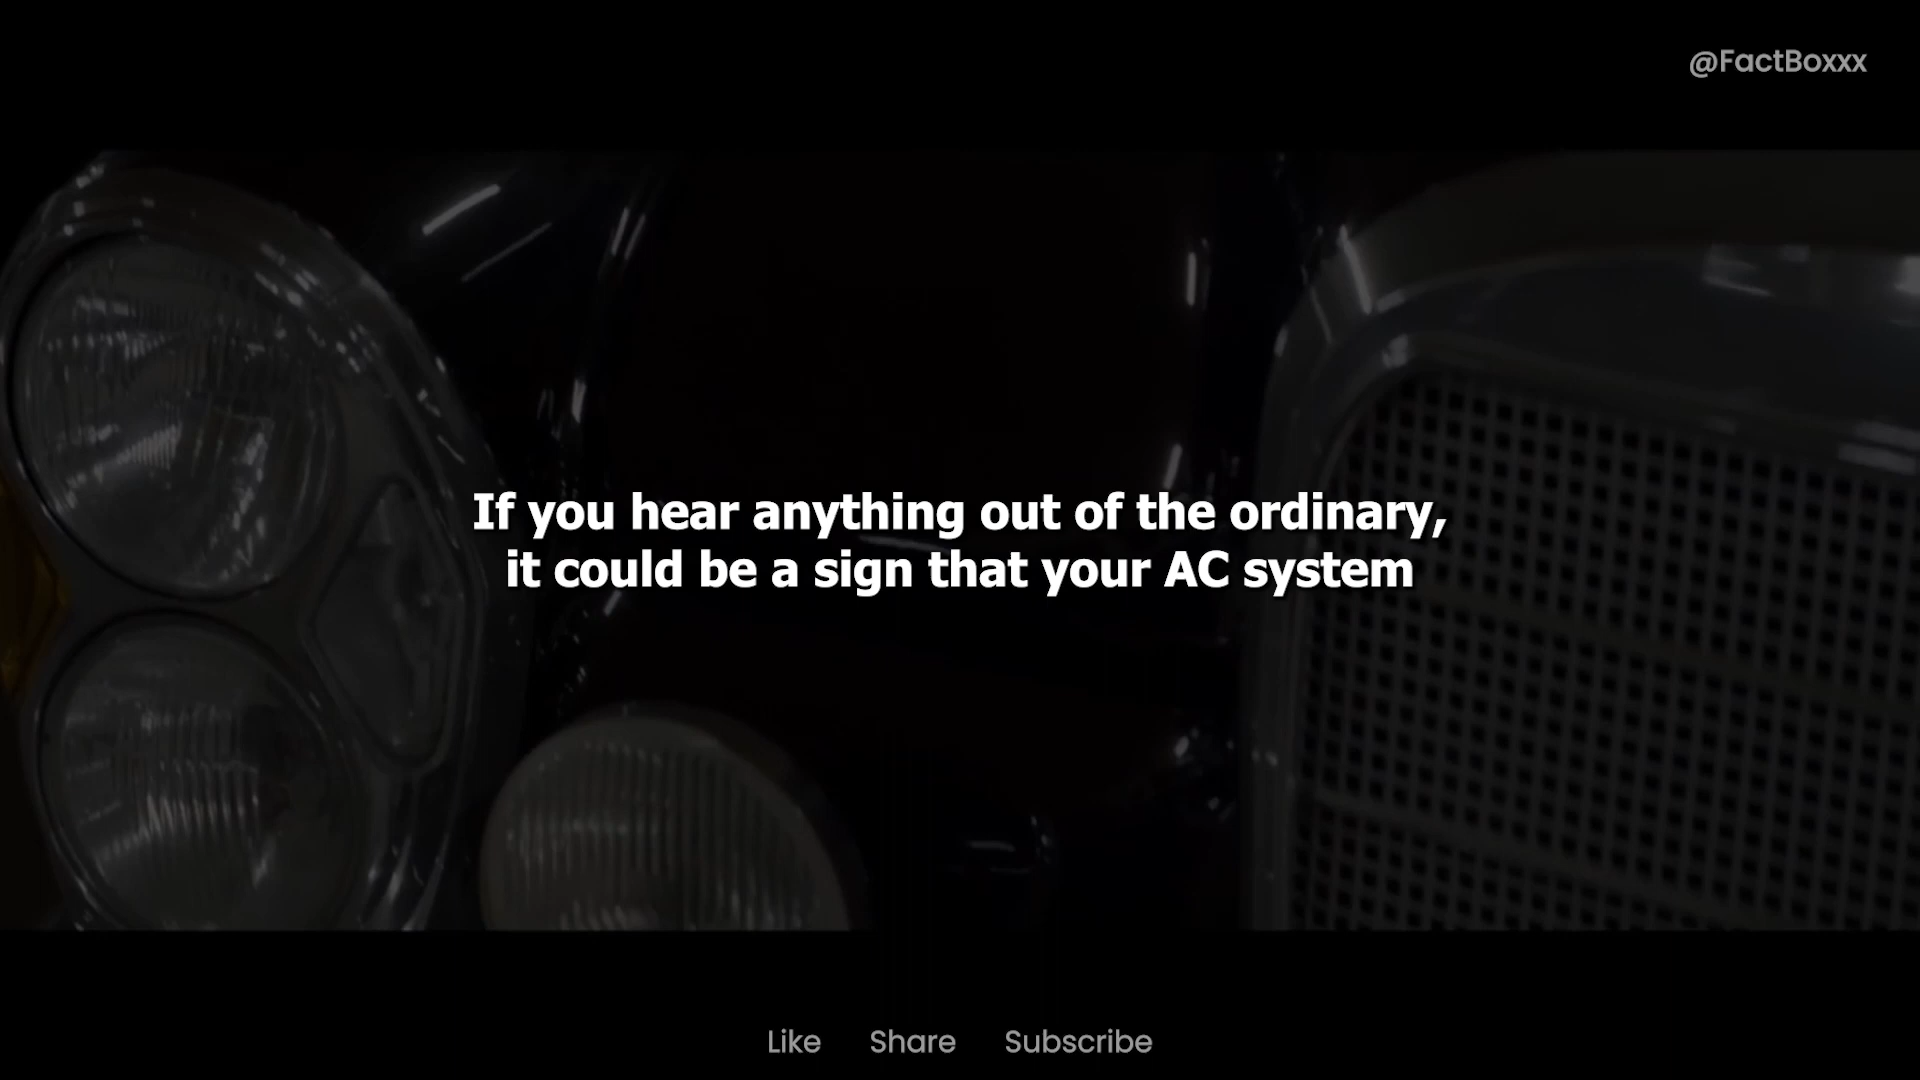 @FactBoxxx
If you hear anything out of the ordinary,
it could be a sign that your AC system
Like Share Subscribe